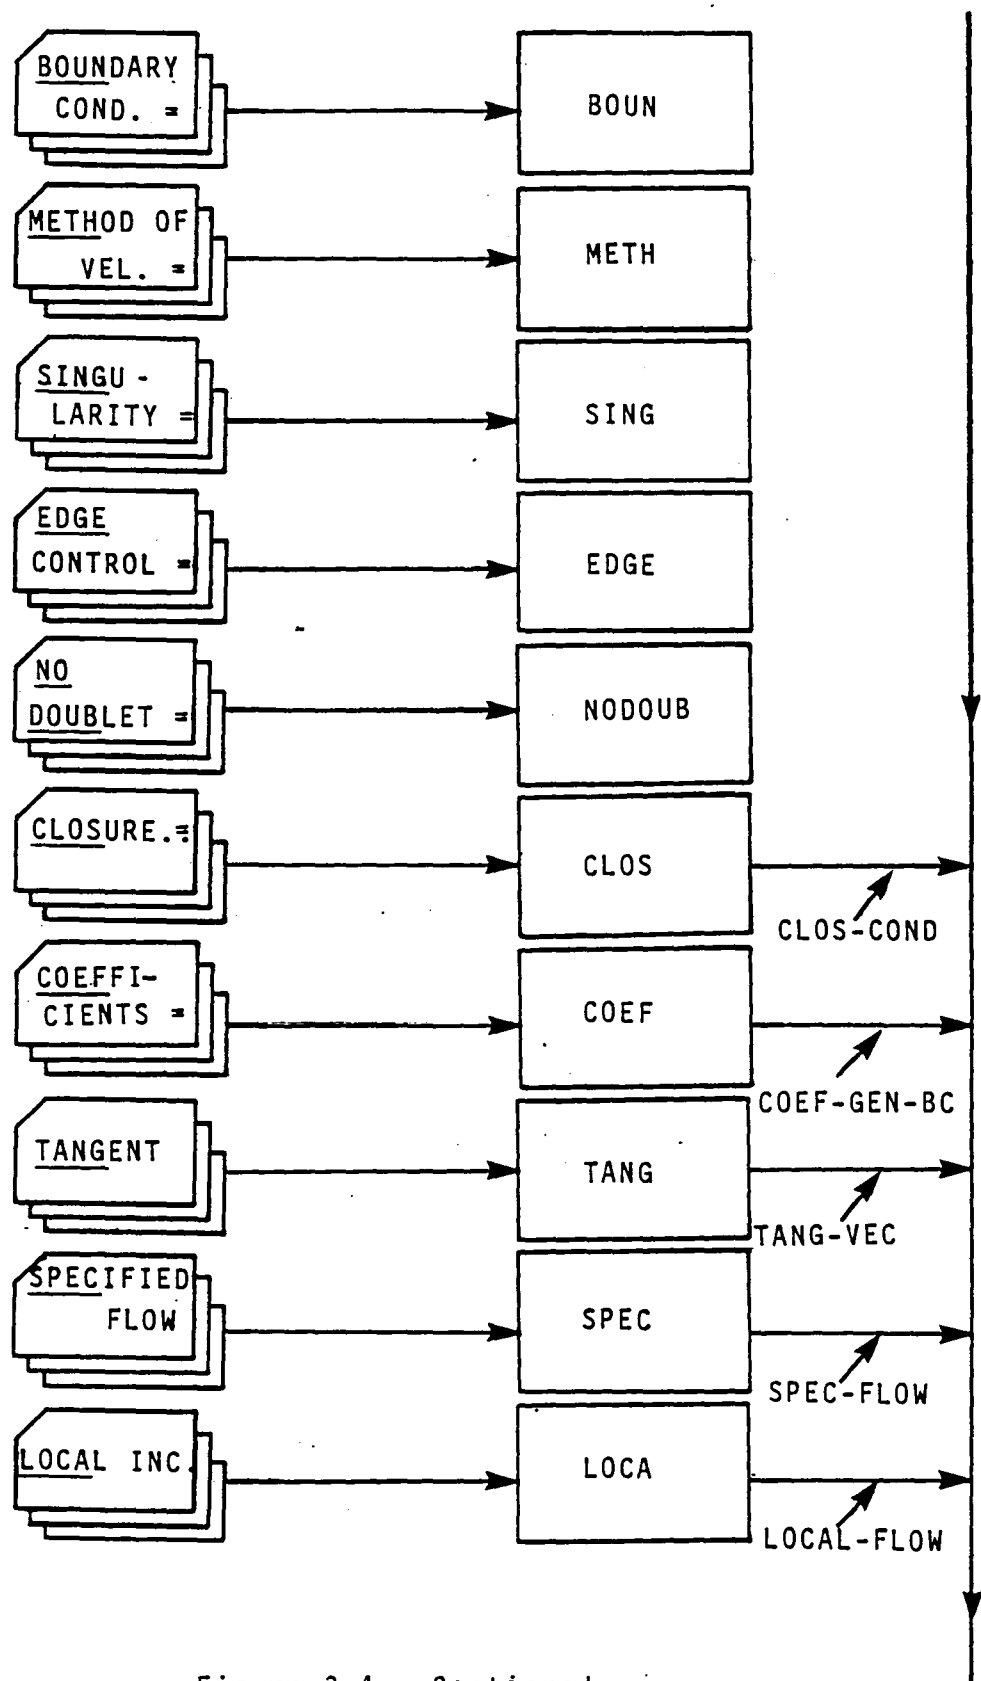 BOUNDARY
COND. =
BOUN
METHOD OF
VEL. =
METH
SINGU-
LARITY =
SING
EDGE
CONTROL =
EDGE
NO
DOUBLET =
NODOUB
CLOSURE.=
CLOS
CLOS-COND
COEFFI-
CIENTS =
COEF
COEF-GEN-BC
TANGENT
TANG
TANG-VEC
SPECIFIED
FLOW
SPEC
SPEC-FLOW
LOCAL INC.
LOCA
LOCAL-FLOW